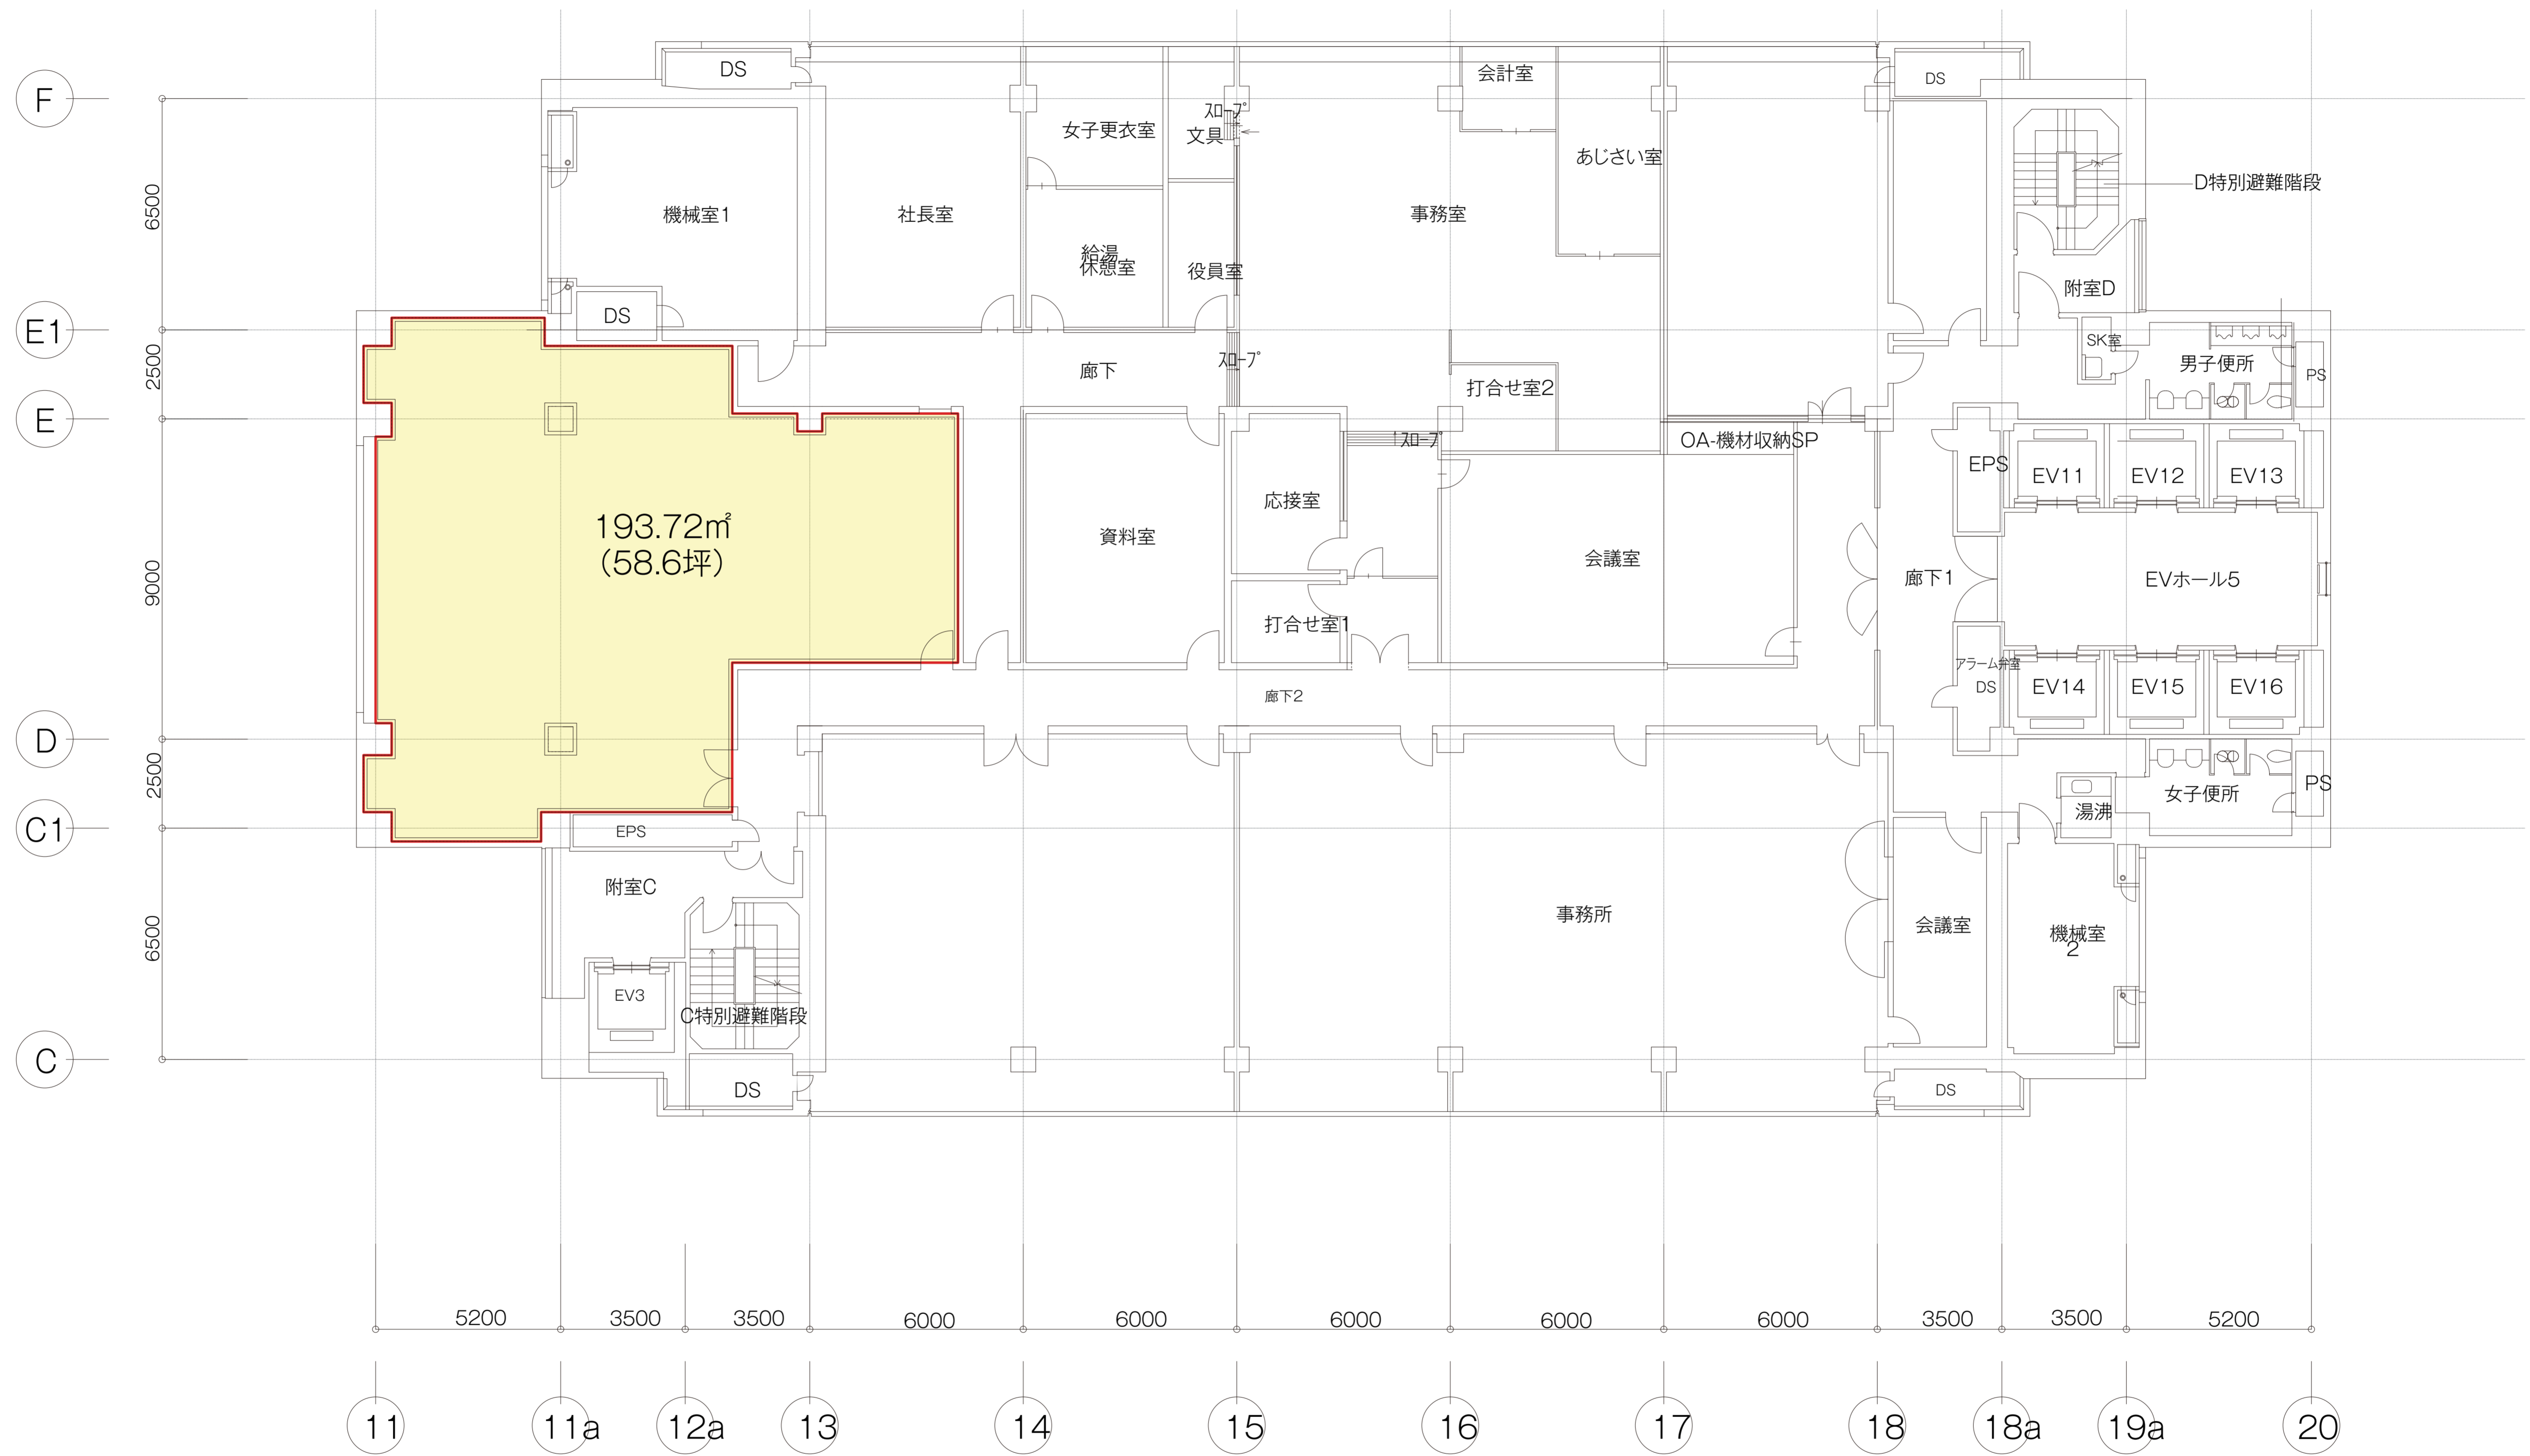 DS
会計室
DS
F
スロープ
女子更衣室
文具
あじさい室
D特別避難階段
6500
機械室1
社長室
事務室
給湯
休憩室
役員室
附室D
DS
E1
SK室
2500
廊下
スロープ
男子便所
PS
打合せ室2
E
OA-機材収納SP
スロープ
EPS
EV11
EV12
EV13
193.72㎡
(58.6坪)
応接室
資料室
会議室
9000
廊下1
EVホール5
打合せ室1
アラーム弁室
DS
EV14
EV15
EV16
廊下2
D
2500
PS
女子便所
湯沸
C1
EPS
附室C
6500
事務所
会議室
機械室
2
EV3
C特別避難階段
C
DS
DS
5200
3500
3500
6000
6000
6000
6000
6000
3500
3500
5200
11
11a
12a
13
14
15
16
17
18
18a
19a
20